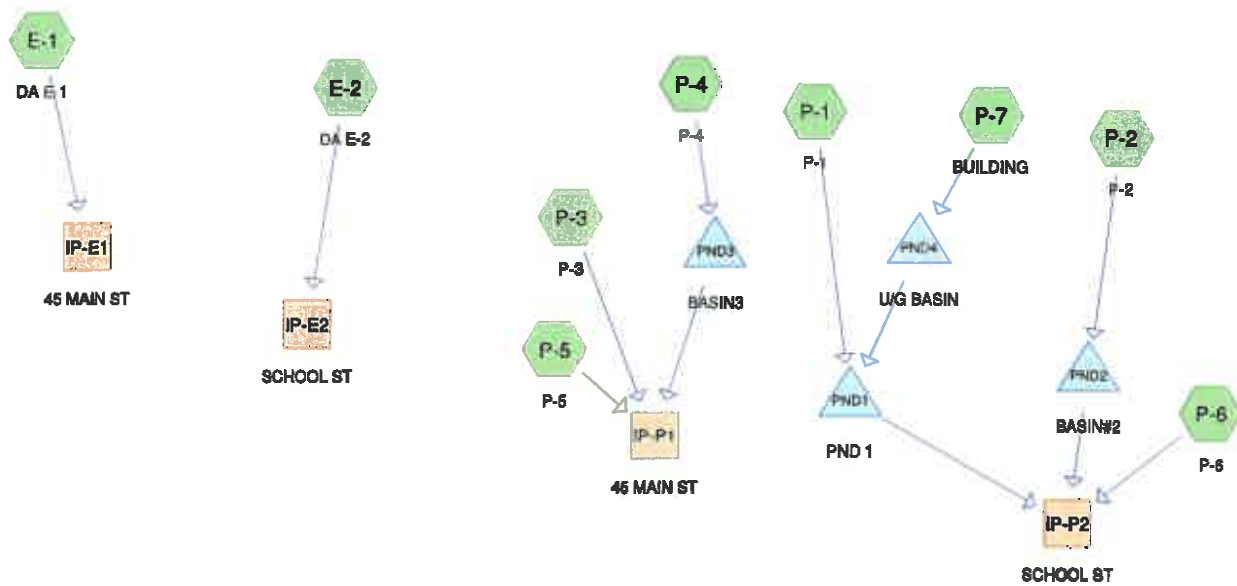 E-1
DA E 1
IP-E1
45 MAIN ST
E-2
DA E-2
IP-E2
SCHOOL ST
P-4
P-4
P-3
P-3
PND3
BASIN3
P-5
P-5
IP-P1
45 MAIN ST
P-1
P-1
P-7
BUILDING
PND4
U/G BASIN
PND1
PND 1
P-2
P-2
PND2
BASIN#2
P-6
P-6
IP-P2
SCHOOL ST